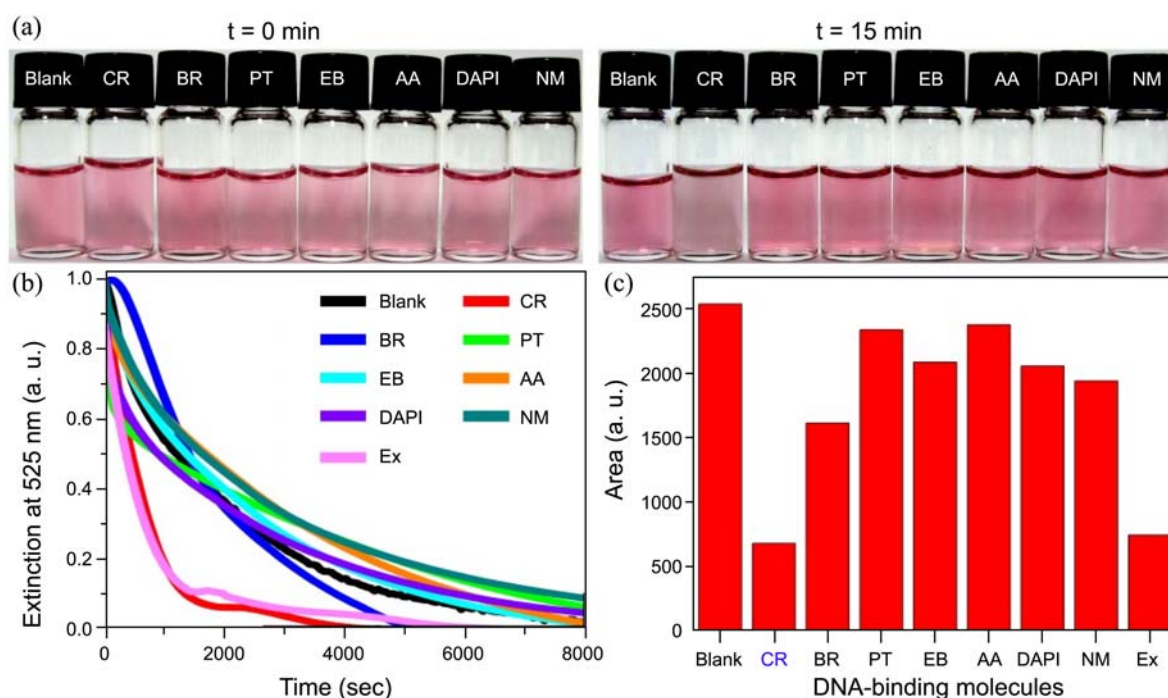 (a)
t = 0 min
t = 15 min
Blank CR BR PT EB AA DAPI NM
Blank CR BR PT EB AA DAPI NM
(b)
Extinction at 525 nm (a. u.)
1.0
0.8
0.6
0.4
0.2
0.0
0 2000 4000 6000 8000
Time (sec)
Blank CR
BR PT
EB AA
DAPI NM
Ex
(c)
Area (a. u.)
2500
2000
1500
1000
500
0
Blank CR BR PT EB AA DAPI NM Ex
DNA-binding molecules